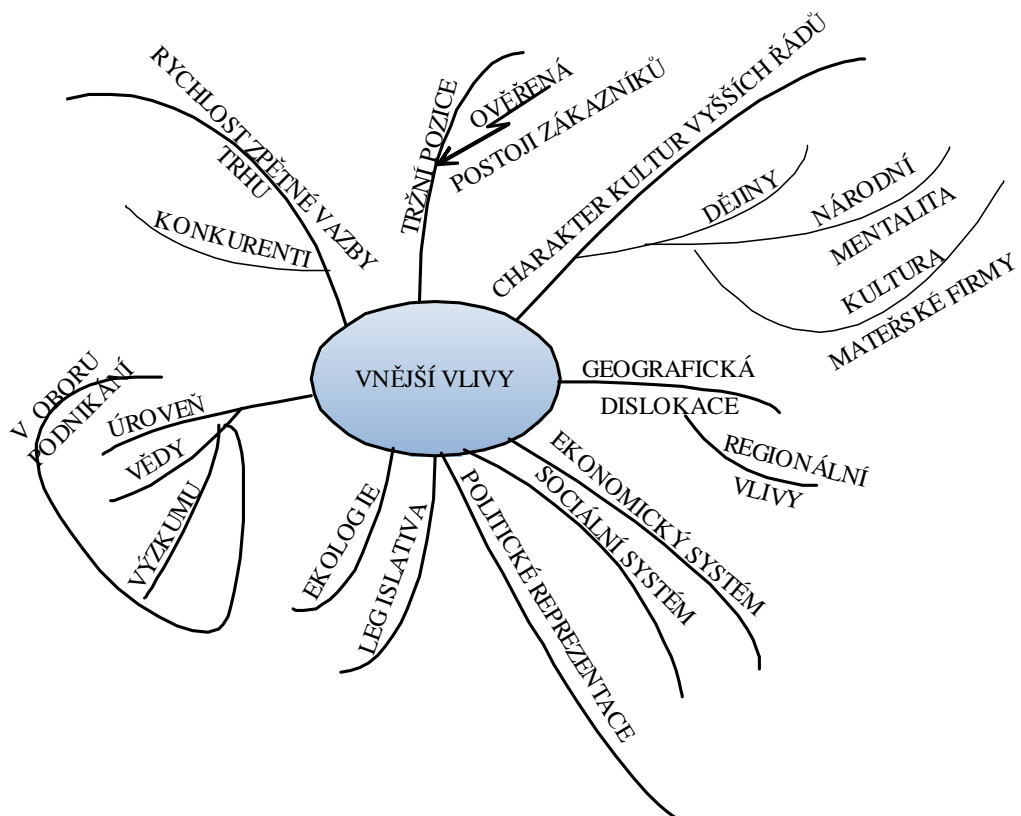 RYCHLOST ZPĚTNÉ VAZBY
TRHU
KONKURENTI
TRŽNÍ POZICE
OVĚŘENÁ
POSTOJI ZÁKAZNÍKŮ
CHARAKTER KULTUR VYŠŠÍCH ŘÁDŮ
DĚJINY
NÁRODNÍ
MENTALITA
KULTURA
MATEŘSKÉ FIRMY
VNĚJŠÍ VLIVY
GEOGRAFICKÁ
DISLOKACE
REGIONÁLNÍ
VLIVY
EKONOMICKÝ SYSTÉM
SOCIÁLNÍ SYSTÉM
POLITICKÉ REPREZENTACE
LEGISLATIVA
EKOLOGIE
ÚROVEŇ
VĚDY
VÝZKUMU
V OBORU
PODNIKÁNÍ